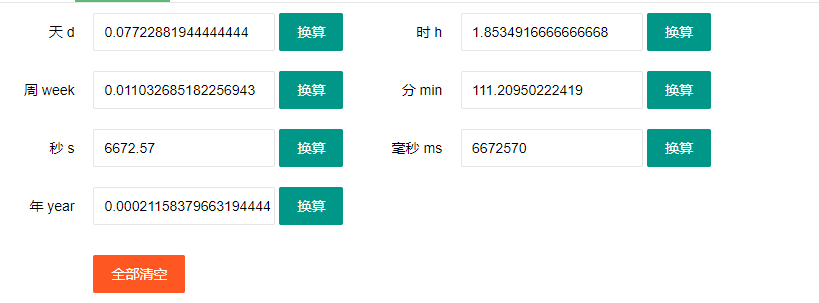 天 d 0.07722881944444444 换算 时 h 1.8534916666666668 换算
周 week 0.011032685182256943 换算 分 min 111.20950222419 换算
秒 s 6672.57 换算 毫秒 ms 6672570 换算
年 year 0.00021158379663194444 换算
全部清空